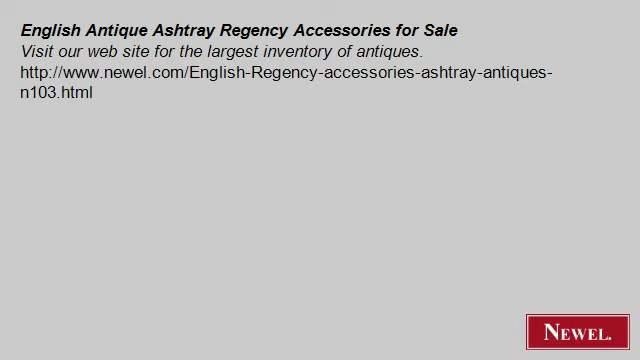 English Antique Ashtray Regency Accessories for Sale
Visit our web site for the largest inventory of antiques.
http://www.newel.com/English-Regency-accessories-ashtray-antiques-
n103.html
NEWEL.